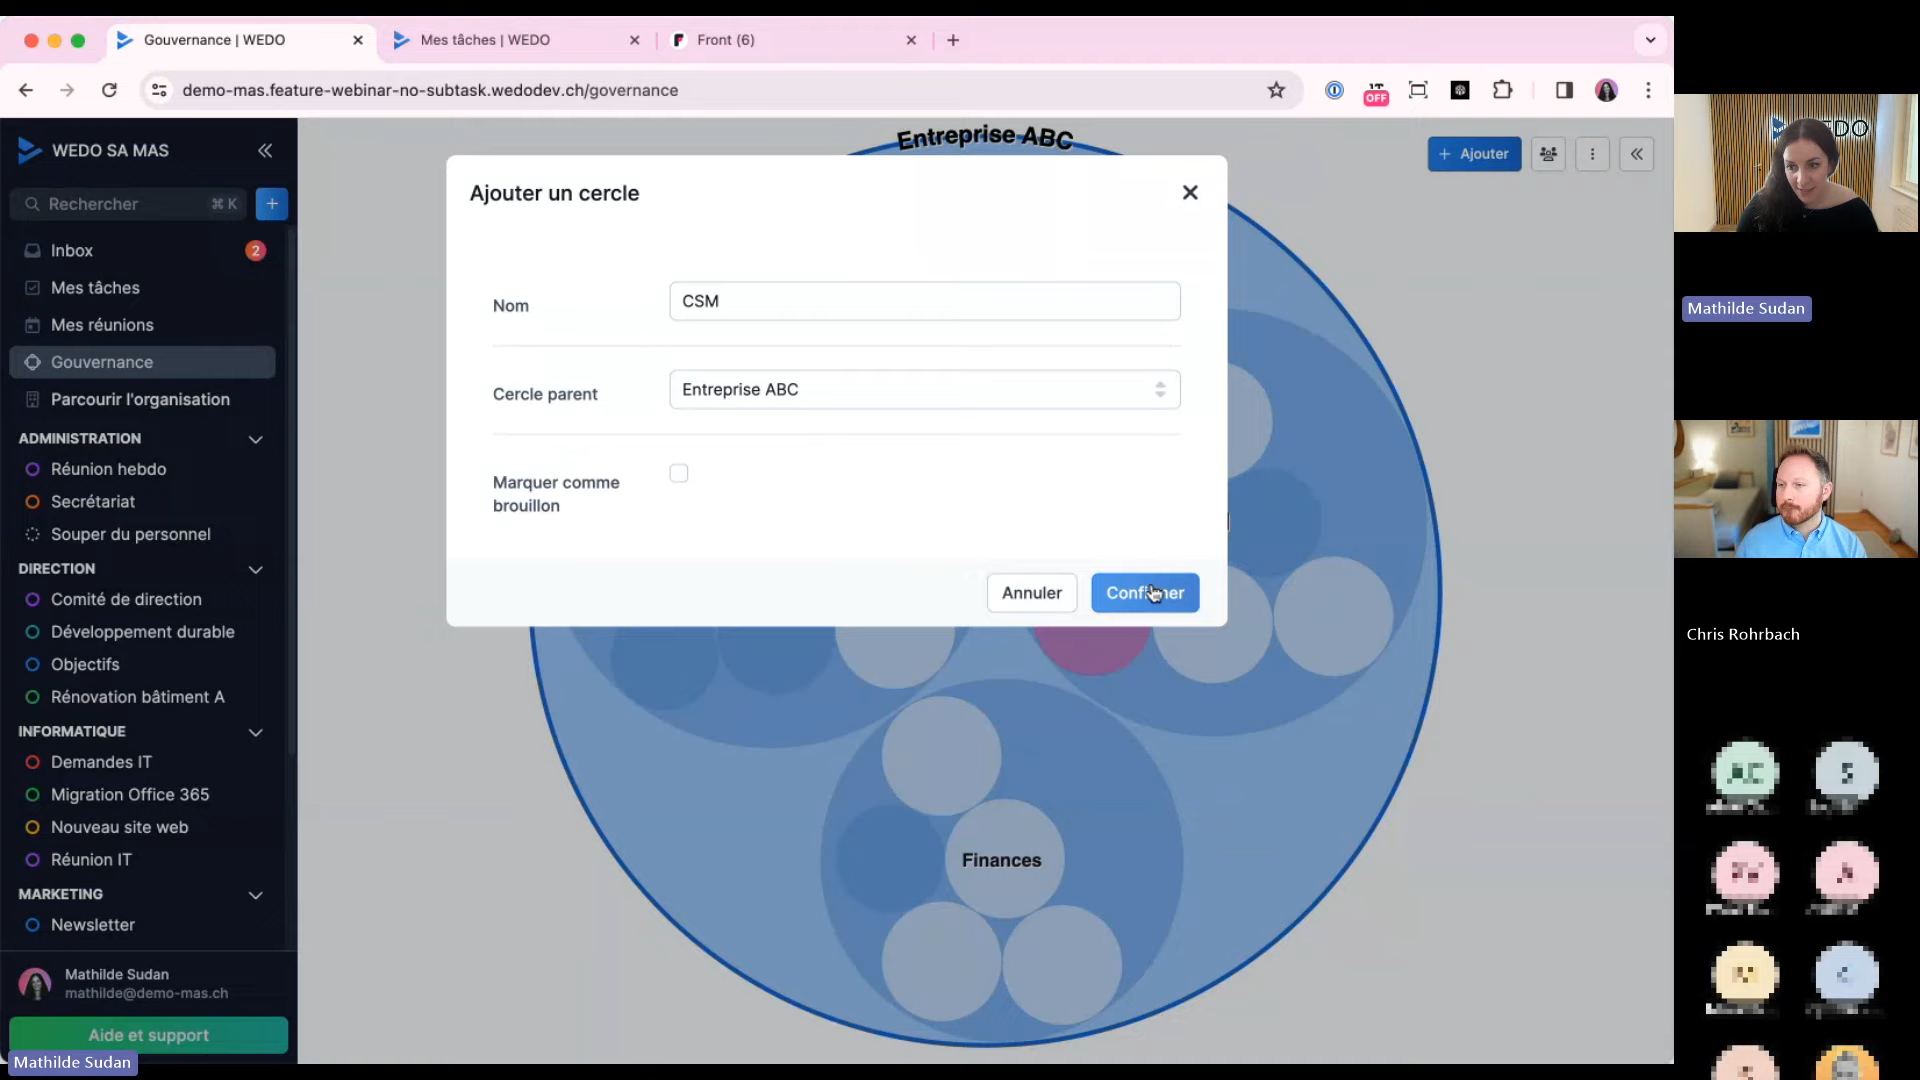 Gouvernance | WEDO
Mes tâches | WEDO
Front (6)
demo-mas.feature-webinar-no-subtask.wedodev.ch/governance
OFF
WEDO SA MAS
Rechercher
⌘ K
Inbox
2
Mes tâches
Mes réunions
Gouvernance
Parcourir l'organisation
ADMINISTRATION
Réunion hebdo
Secrétariat
Souper du personnel
DIRECTION
Comité de direction
Développement durable
Objectifs
Rénovation bâtiment A
INFORMATIQUE
Demandes IT
Migration Office 365
Nouveau site web
Réunion IT
MARKETING
Newsletter
Mathilde Sudan
mathilde@demo-mas.ch
Aide et support
Mathilde Sudan
Entreprise ABC
+ Ajouter
Ajouter un cercle
Nom
CSM
Cercle parent
Entreprise ABC
Marquer comme
brouillon
Annuler
Confirmer
Finances
Mathilde Sudan
Chris Rohrbach